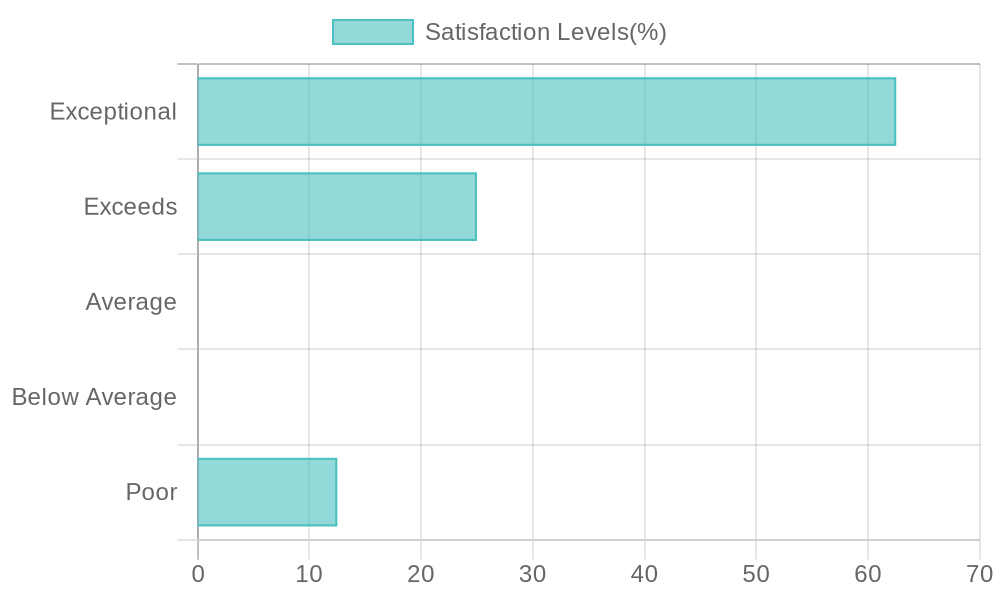 Satisfaction Levels(%)
Exceptional
Exceeds
Average
Below Average
Poor
0 10 20 30 40 50 60 70